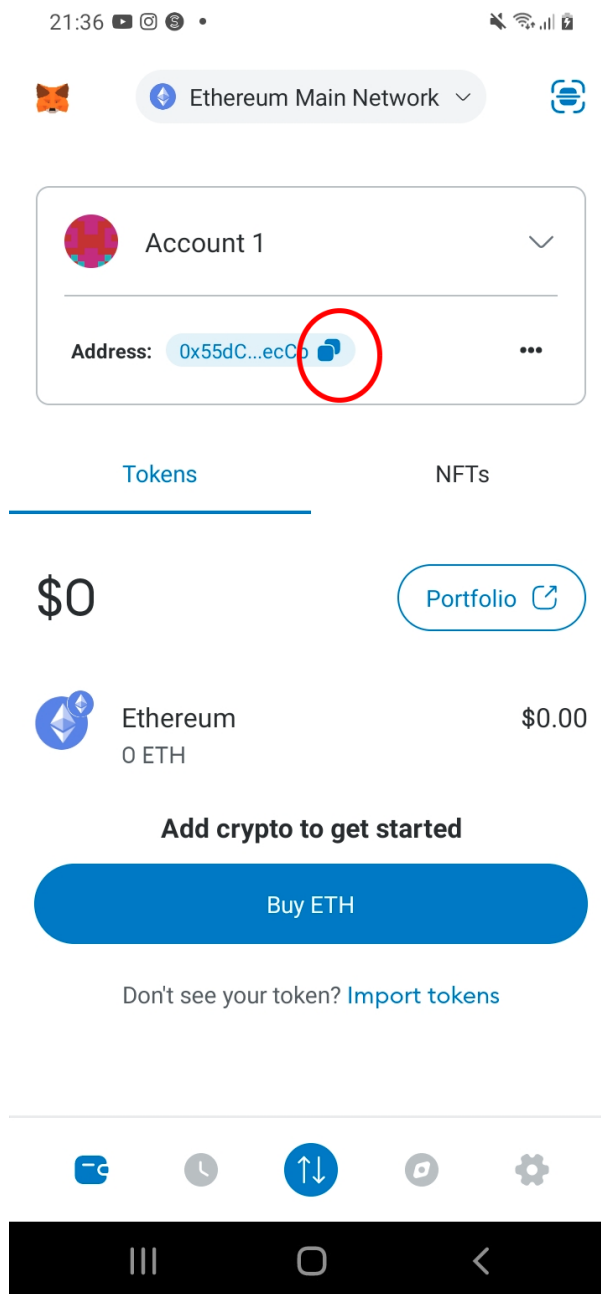 21:36
Ethereum Main Network
Account 1
Address: 0x55dC...ecCb
Tokens NFTs
$0
Portfolio
Ethereum $0.00
0 ETH
Add crypto to get started
Buy ETH
Don't see your token? Import tokens